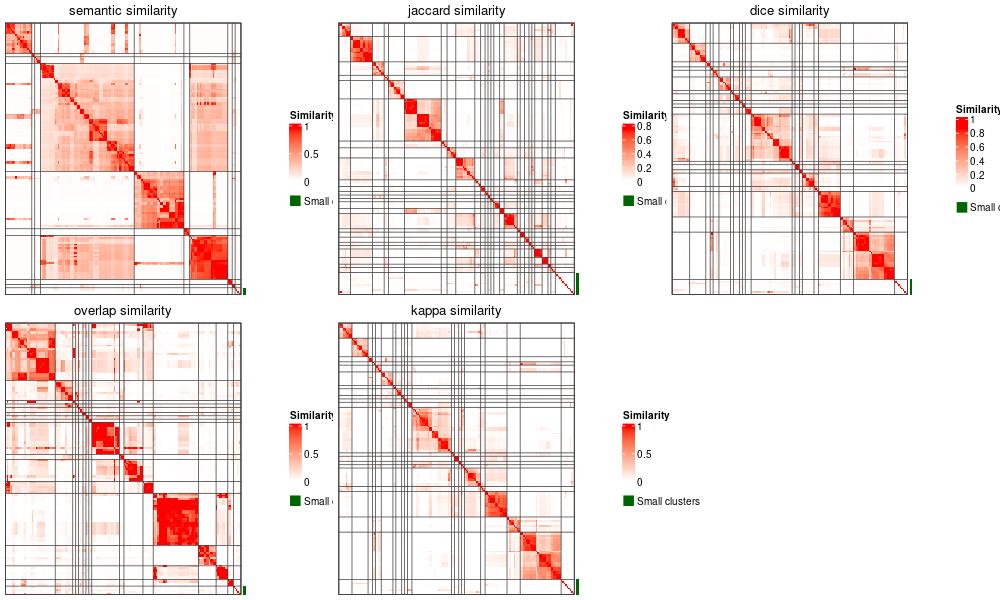 semantic similarity
jaccard similarity
dice similarity
Similarity
1
0.5
0
Small
Similarity
0.8
0.6
0.4
0.2
0
Small
Similarity
1
0.8
0.6
0.4
0.2
0
Small
overlap similarity
kappa similarity
Similarity
1
0.5
0
Small
Similarity
1
0.5
0
Small clusters